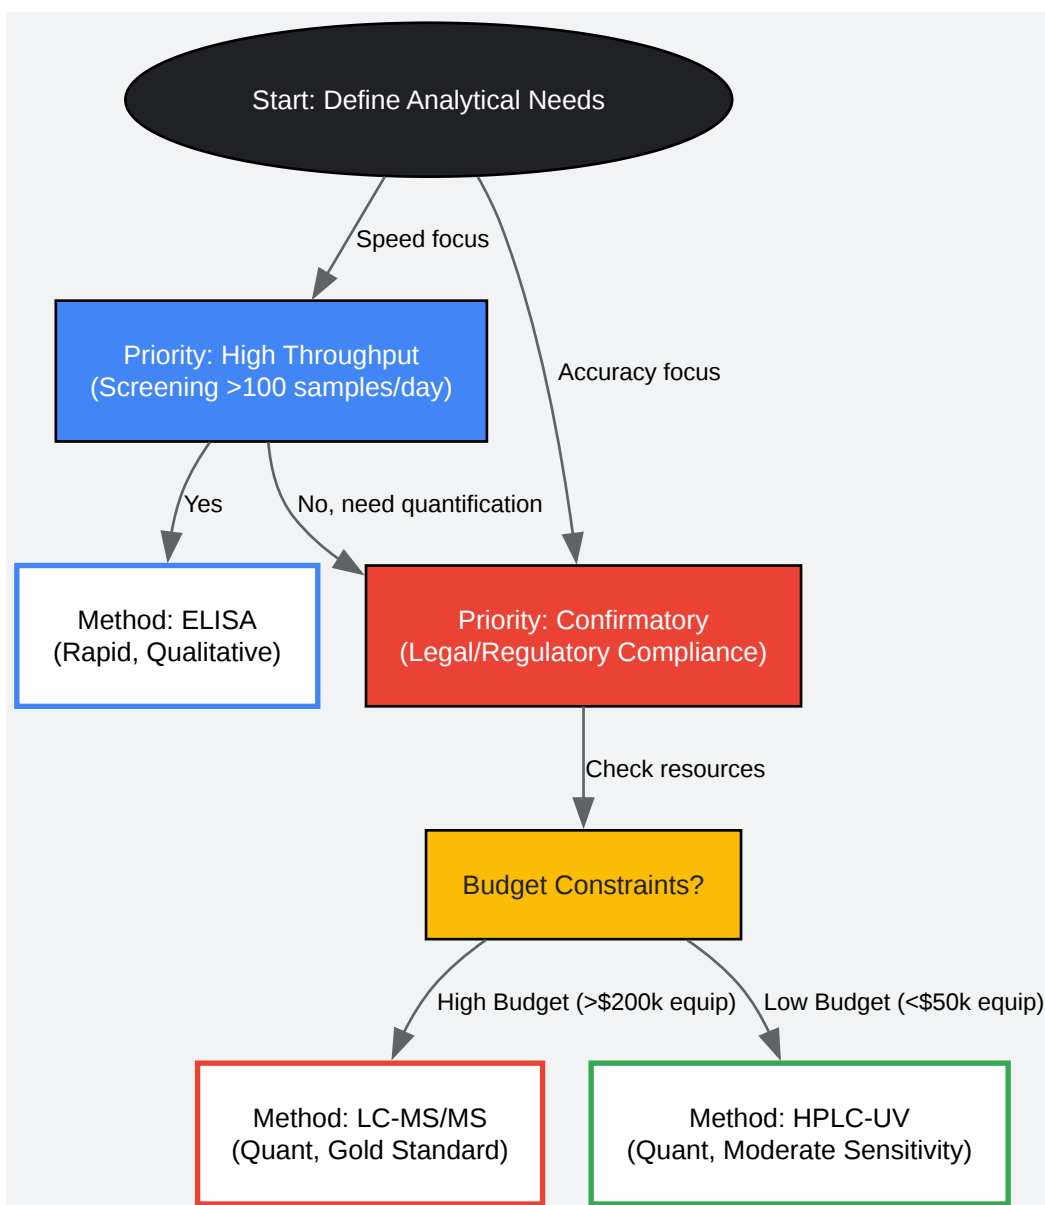 Start: Define Analytical Needs
Speed focus
Priority: High Throughput
(Screening >100 samples/day)
Accuracy focus
Yes
No, need quantification
Method: ELISA
(Rapid, Qualitative)
Priority: Confirmatory
(Legal/Regulatory Compliance)
Check resources
Budget Constraints?
High Budget (>$200k equip)
Low Budget (<$50k equip)
Method: LC-MS/MS
(Quant, Gold Standard)
Method: HPLC-UV
(Quant, Moderate Sensitivity)